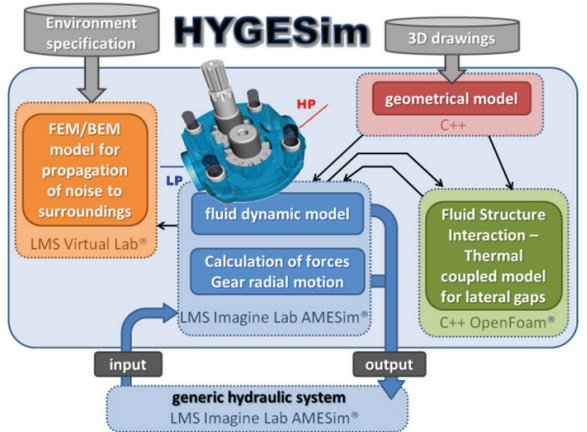 Environment
specification
HYGESim
3D drawings
geometrical model
C++
HP
LP
FEM/BEM
model for
propagation
of noise to
surroundings
LMS Virtual Lab®
fluid dynamic model
Calculation of forces
Gear radial motion
LMS Imagine Lab AMESim®
Fluid Structure
Interaction –
Thermal
coupled model
for lateral gaps
C++ OpenFoam®
input
output
generic hydraulic system
LMS Imagine Lab AMESim®